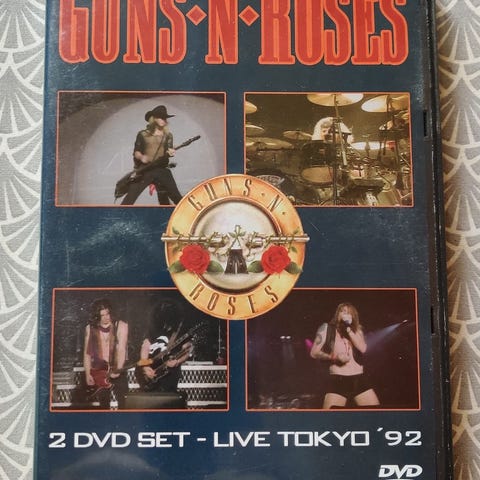 GUNS·N·ROSES
GUNS·N·
ROSES
2 DVD SET - LIVE TOKYO ´92
DVD